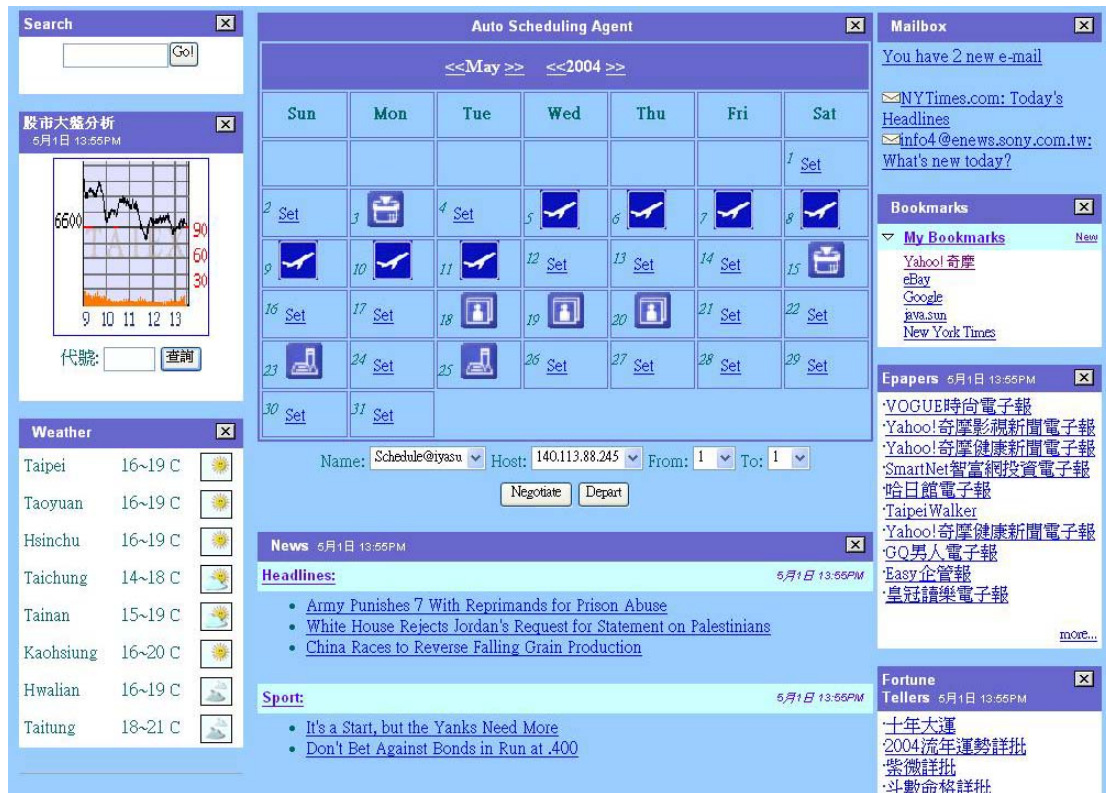 Search
Go!
股市大盤分析
5月1日 13:55PM
6600
TAIEX
90
60
30
9 10 11 12 13
代號:
查詢
Weather
Taipei 16~19 C
Taoyuan 16~19 C
Hsinchu 16~19 C
Taichung 14~18 C
Tainan 15~19 C
Kaohsiung 16~20 C
Hwalian 16~19 C
Taitung 18~21 C
Auto Scheduling Agent
<<May >> <<2004 >>
Sun Mon Tue Wed Thu Fri Sat
1 Set
2 Set 3 4 Set 5 6 7 8
9 10 11 12 Set 13 Set 14 Set 15
16 Set 17 Set 18 19 20 21 Set 22 Set
23 24 Set 25 26 Set 27 Set 28 Set 29 Set
30 Set 31 Set
Name: Schedule@iyasu Host: 140.113.88.245 From: 1 To: 1
Negotiate Depart
News 5月1日 13:55PM
Headlines: 5月1日 13:55PM
Army Punishes 7 With Reprimands for Prison Abuse
White House Rejects Jordan's Request for Statement on Palestinians
China Races to Reverse Falling Grain Production
Sport: 5月1日 13:55PM
It's a Start, but the Yanks Need More
Don't Bet Against Bonds in Run at .400
Mailbox
You have 2 new e-mail
NYTimes.com: Today's
Headlines
info4@enews.sony.com.tw:
What's new today?
Bookmarks
My Bookmarks New
Yahoo!奇摩
eBay
Google
java.sun
New York Times
Epapers 5月1日 13:55PM
·VOGUE時尚電子報
·Yahoo!奇摩影視新聞電子報
·Yahoo!奇摩健康新聞電子報
·SmartNet智富網投資電子報
·哈日館電子報
·TaipeiWalker
·Yahoo!奇摩健康新聞電子報
·GQ男人電子報
·Easy企管報
·皇冠讀樂電子報
more...
Fortune
Tellers 5月1日 13:55PM
·十年大運
·2004流年運勢詳批
·紫微詳批
·斗數命格詳批